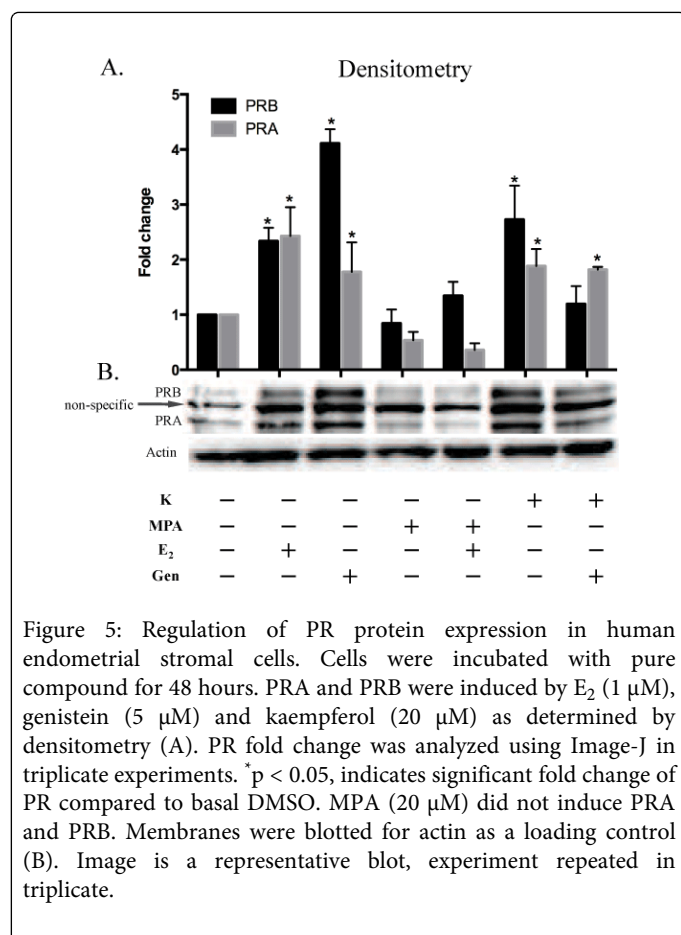 A.
Densitometry
5
4
3
2
1
0
Fold change
PRB
PRA
* * * * * * *
B.
PRB
non-specific
PRA
Actin
K − − − − − + +
MPA − − − + + − −
E₂ − + − − + − −
Gen − − + − − − +
Figure 5: Regulation of PR protein expression in human
endometrial stromal cells. Cells were incubated with pure
compound for 48 hours. PRA and PRB were induced by E₂ (1 μM),
genistein (5 μM) and kaempferol (20 μM) as determined by
densitometry (A). PR fold change was analyzed using Image-J in
triplicate experiments. *p < 0.05, indicates significant fold change of
PR compared to basal DMSO. MPA (20 μM) did not induce PRA
and PRB. Membranes were blotted for actin as a loading control
(B). Image is a representative blot, experiment repeated in
triplicate.